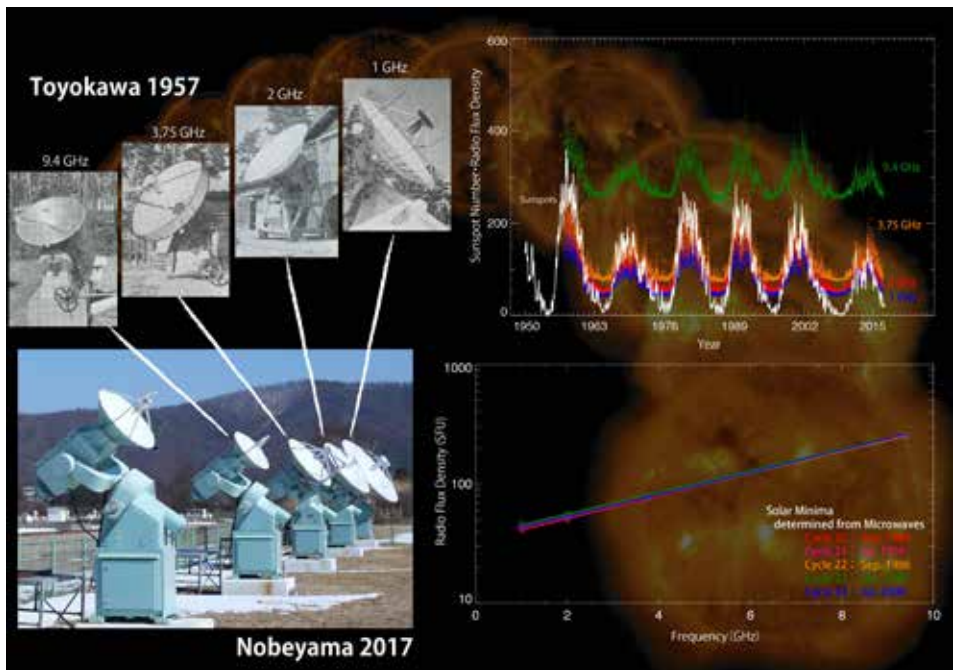 Toyokawa 1957
1 GHz
2 GHz
3.75 GHz
9.4 GHz
Nobeyama 2017
Sunspot Number·Radio Flux Density
600
400
200
0
Sunspots
9.4 GHz
3.75 GHz
1950
1963
1976
1989
2002
2015
Year
Radio Flux Density (SFU)
1000
100
10
Solar Minima
determined from Microwaves
Cycle 22 : Sep. 1986
0
2
4
6
8
10
Frequency (GHz)